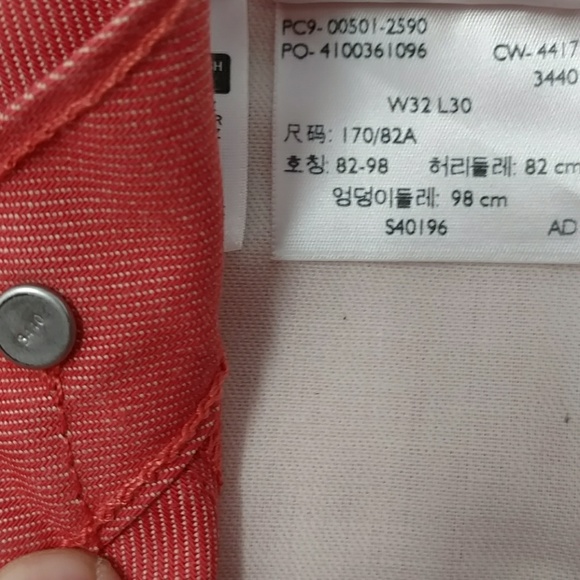 PC9- 00501-2590
PO- 4100361096 CW- 4417
3440
W32 L30
尺码: 170/82A
호칭: 82-98 허리둘레: 82 cm
엉덩이둘레: 98 cm
S40196 AD